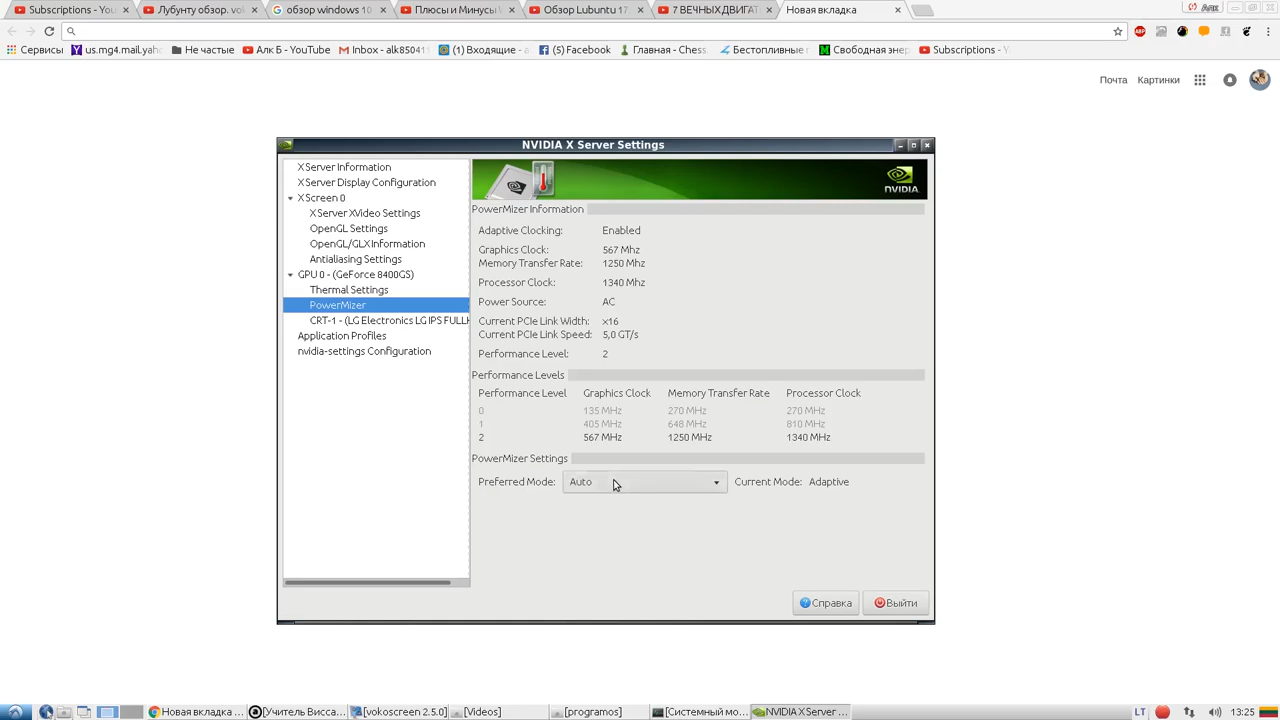 Subscriptions - You
Лубунту обзор. vok
обзор windows 10
Плюсы и Минусы W
Обзор Lubuntu 17
7 ВЕЧНЫХ ДВИГАТ
Новая вкладка
Алк
Сервисы
us.mg4.mail.yaho
Не частые
Алк Б - YouTube
Inbox - alk85041
(1) Входящие - a
(5) Facebook
Главная - Chess.
Бестопливные
Свободная энер
Subscriptions - Yo
Почта Картинки
NVIDIA X Server Settings
X Server Information
X Server Display Configuration
X Screen 0
X Server XVideo Settings
OpenGL Settings
OpenGL/GLX Information
Antialiasing Settings
GPU 0 - (GeForce 8400GS)
Thermal Settings
PowerMizer
CRT-1 - (LG Electronics LG IPS FULLH
Application Profiles
nvidia-settings Configuration
NVIDIA.
PowerMizer Information
Adaptive Clocking: Enabled
Graphics Clock: 567 Mhz
Memory Transfer Rate: 1250 Mhz
Processor Clock: 1340 Mhz
Power Source: AC
Current PCIe Link Width: x16
Current PCIe Link Speed: 5,0 GT/s
Performance Level: 2
Performance Levels
Performance Level Graphics Clock Memory Transfer Rate Processor Clock
0 135 MHz 270 MHz 270 MHz
1 405 MHz 648 MHz 810 MHz
2 567 MHz 1250 MHz 1340 MHz
PowerMizer Settings
Preferred Mode: Auto Current Mode: Adaptive
Справка
Выйти
Новая вкладка ...
[Учитель Висса...
[vokoscreen 2.5.0]
[Videos]
[programos]
[Системный мо...
NVIDIA X Server ...
LT
13:25